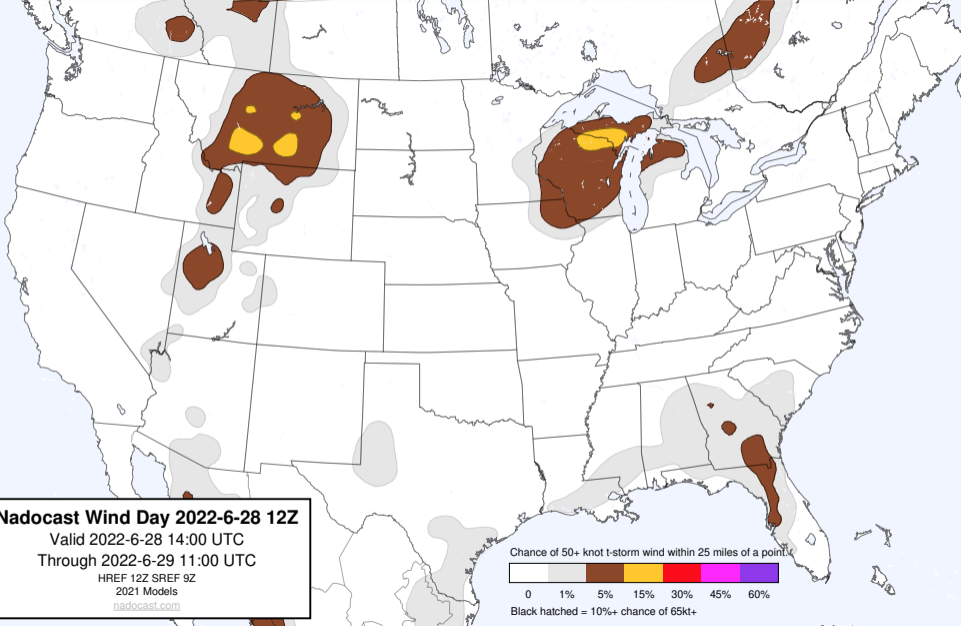 Nadocast Wind Day 2022-6-28 12Z
Valid 2022-6-28 14:00 UTC
Through 2022-6-29 11:00 UTC
HREF 12Z SREF 9Z
2021 Models
nadocast.com
Chance of 50+ knot t-storm wind within 25 miles of a point.
0 1% 5% 15% 30% 45% 60%
Black hatched = 10%+ chance of 65kt+